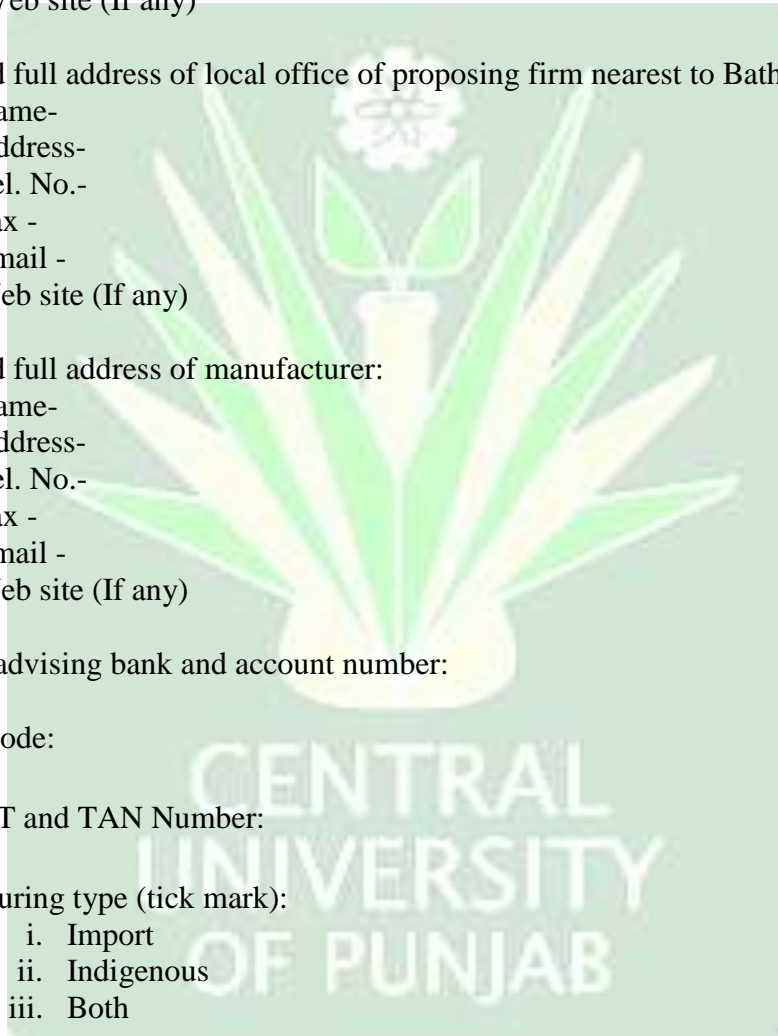 eb site (If any)
full address of local office of proposing firm nearest to Bath
ame-
ddress-
el. No.-
ax -
mail -
eb site (If any)
full address of manufacturer:
ame-
ddress-
el. No.-
ax -
mail -
eb site (If any)
advising bank and account number:
ode:
T and TAN Number:
uring type (tick mark):
i. Import
ii. Indigenous
iii. Both
CENTRAL
UNIVERSITY
OF PUNJAB